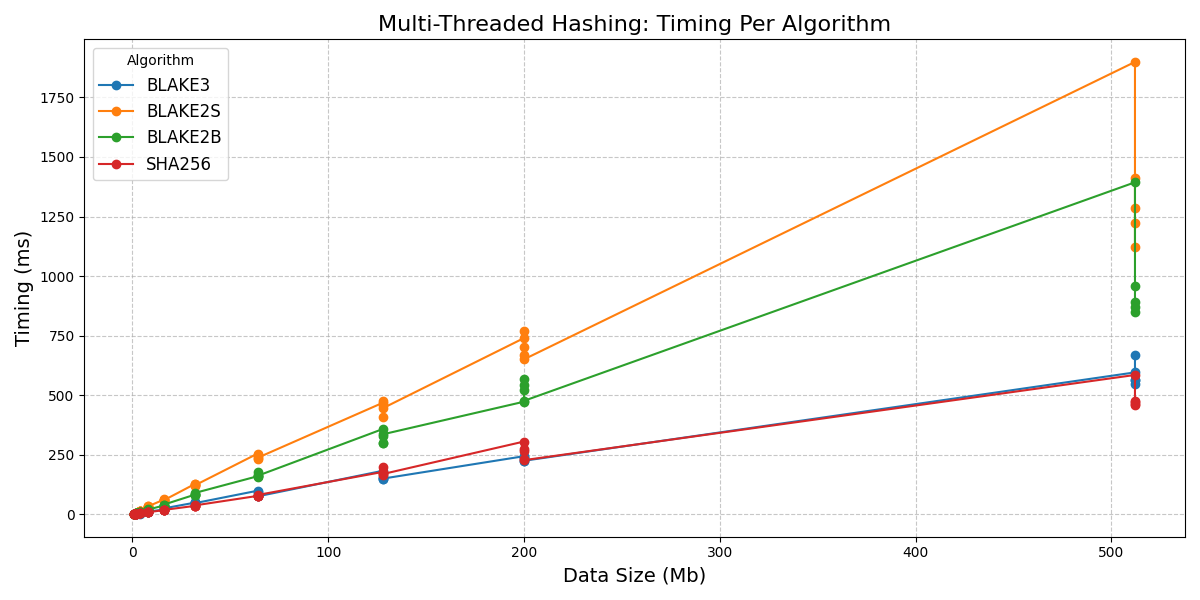 Multi-Threaded Hashing: Timing Per Algorithm
Algorithm
BLAKE3
BLAKE2S
BLAKE2B
SHA256
Timing (ms)
1750
1500
1250
1000
750
500
250
0
0 100 200 300 400 500
Data Size (Mb)